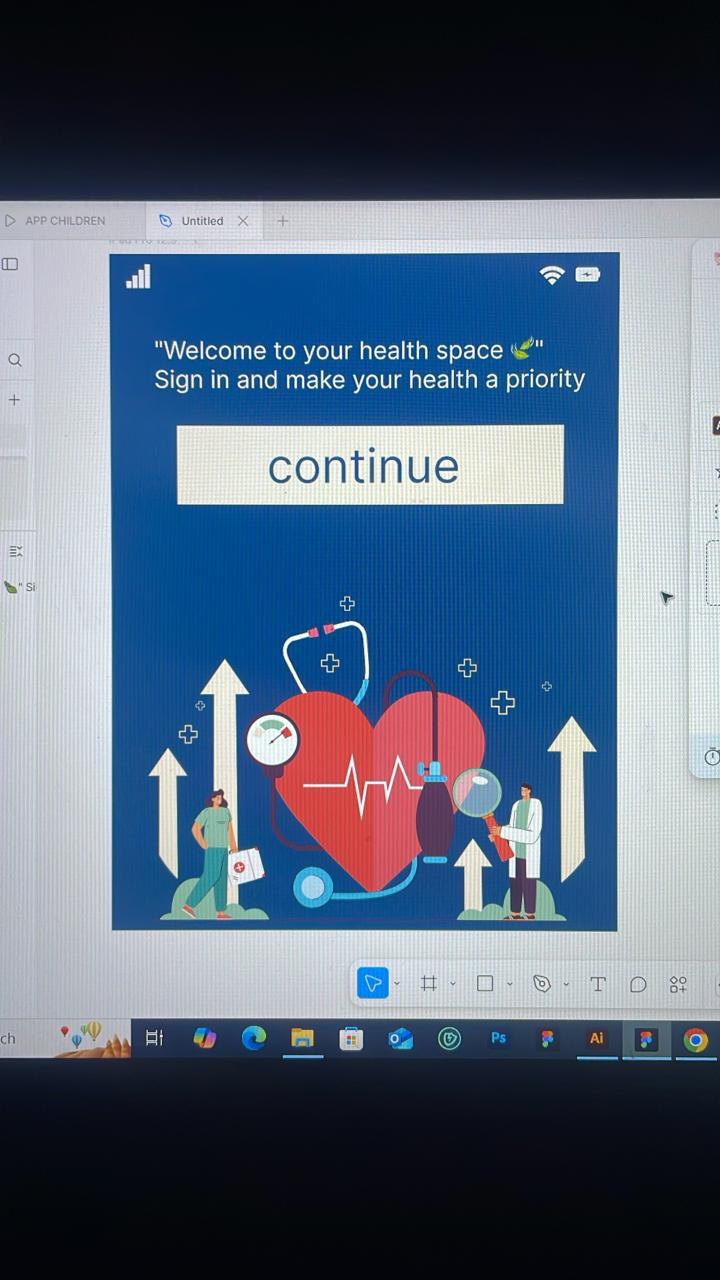 APP CHILDREN
Untitled
"Welcome to your health space 🌿"
Sign in and make your health a priority
continue
" Si
ch
Ps
Ai